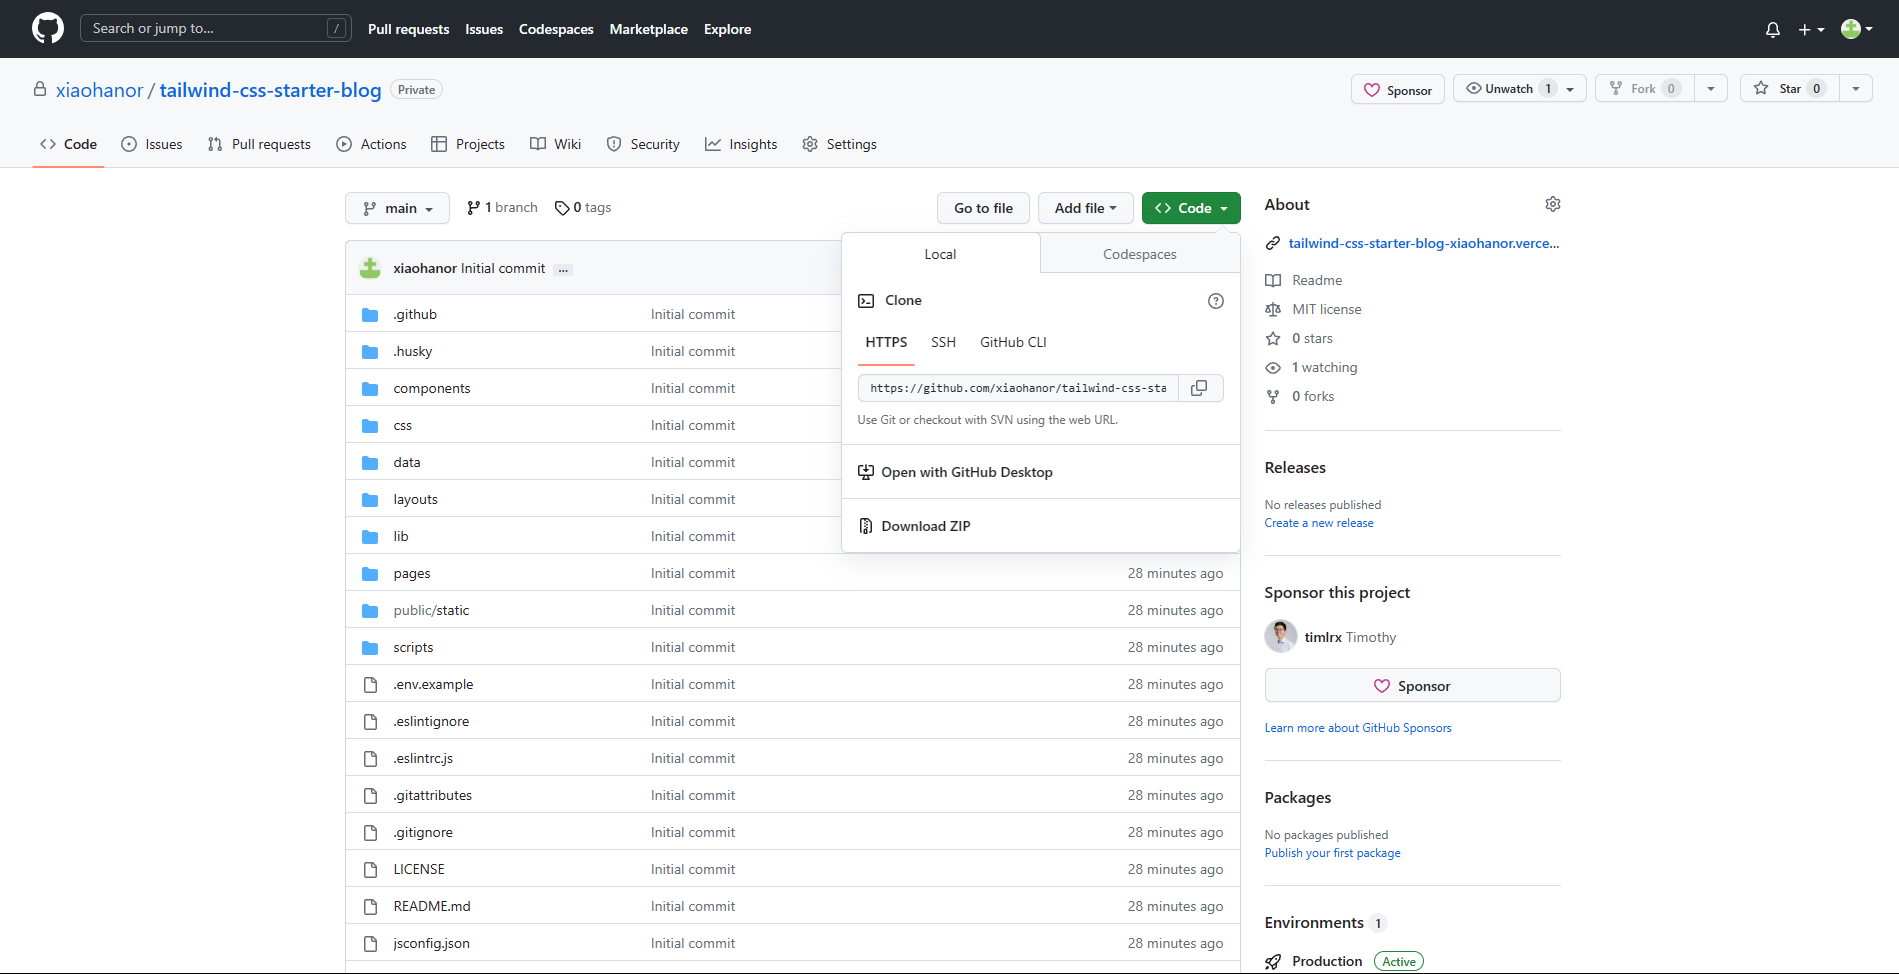 Search or jump to... /
Pull requests Issues Codespaces Marketplace Explore
xiaohanor / tailwind-css-starter-blog Private
Sponsor Unwatch 1 Fork 0 Star 0
Code Issues Pull requests Actions Projects Wiki Security Insights Settings
main 1 branch 0 tags Go to file Add file Code
xiaohanor Initial commit ...
.github Initial commit
.husky Initial commit
components Initial commit
css Initial commit
data Initial commit
layouts Initial commit
lib Initial commit
pages Initial commit 28 minutes ago
public/static Initial commit 28 minutes ago
scripts Initial commit 28 minutes ago
.env.example Initial commit 28 minutes ago
.eslintignore Initial commit 28 minutes ago
.eslintrc.js Initial commit 28 minutes ago
.gitattributes Initial commit 28 minutes ago
.gitignore Initial commit 28 minutes ago
LICENSE Initial commit 28 minutes ago
README.md Initial commit 28 minutes ago
jsconfig.json Initial commit 28 minutes ago
Local Codespaces
Clone
HTTPS SSH GitHub CLI
https://github.com/xiaohanor/tailwind-css-sta
Use Git or checkout with SVN using the web URL.
Open with GitHub Desktop
Download ZIP
About
tailwind-css-starter-blog-xiaohanor.verce...
Readme
MIT license
0 stars
1 watching
0 forks
Releases
No releases published
Create a new release
Sponsor this project
timlrx Timothy
Sponsor
Learn more about GitHub Sponsors
Packages
No packages published
Publish your first package
Environments 1
Production Active